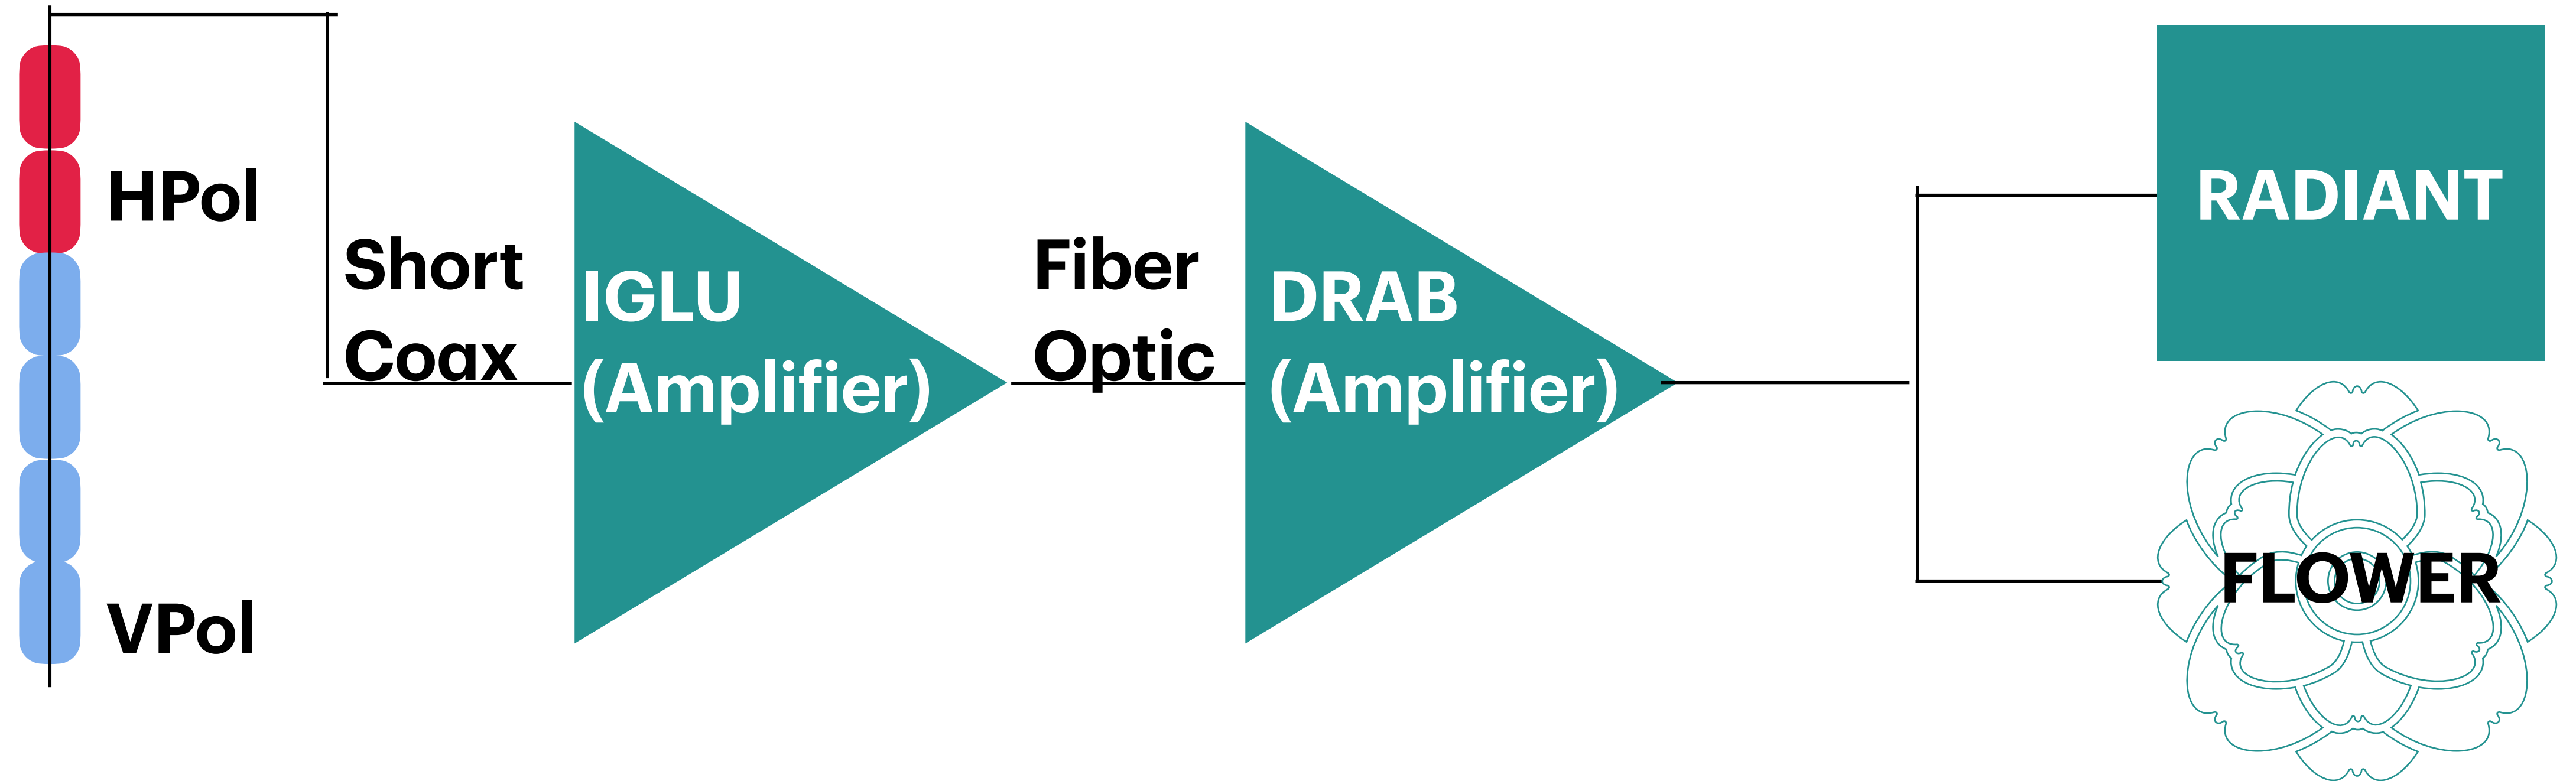 HPol
VPol
Short
Coax
IGLU
(Amplifier)
Fiber
Optic
DRAB
(Amplifier)
RADIANT
FLOWER